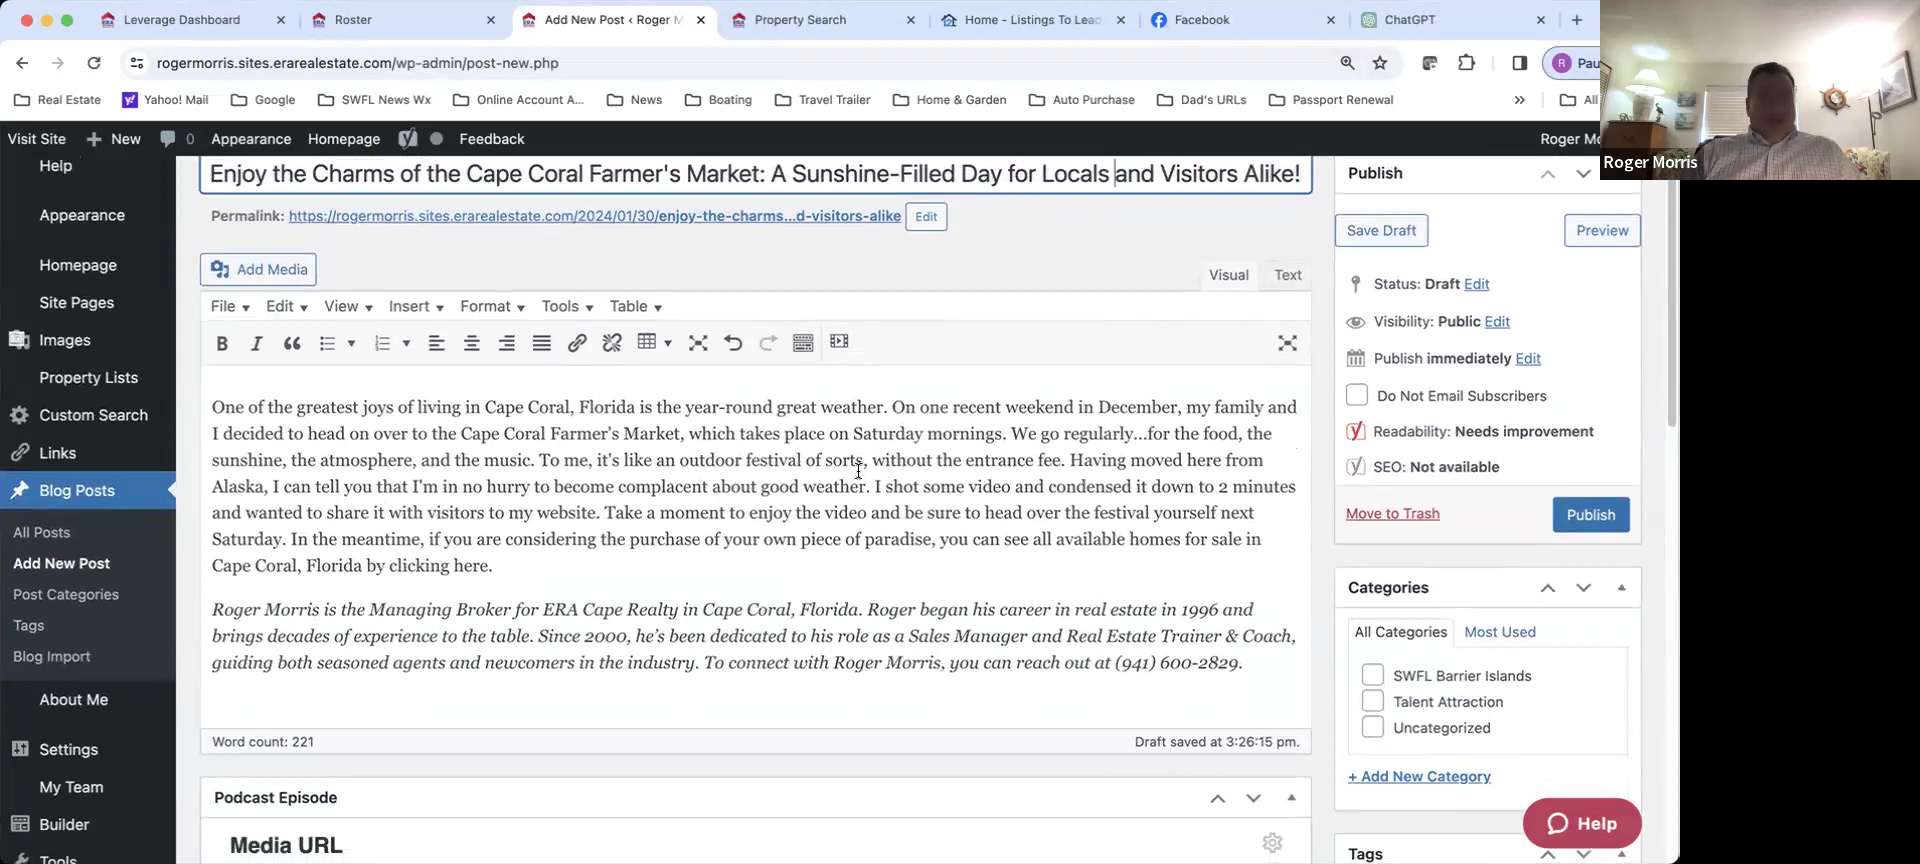 Leverage Dashboard
Roster
Add New Post ‹ Roger M
Property Search
Home - Listings To Lead
Facebook
ChatGPT
rogermorris.sites.erarealestate.com/wp-admin/post-new.php
R Pau
Real Estate
Yahoo! Mail
Google
SWFL News Wx
Online Account A...
News
Boating
Travel Trailer
Home & Garden
Auto Purchase
Dad's URLs
Passport Renewal
»
All
Roger Morris
Visit Site
New
0
Appearance
Homepage
Feedback
Roger Mo
Help
Appearance
Homepage
Site Pages
Images
Property Lists
Custom Search
Links
Blog Posts
All Posts
Add New Post
Post Categories
Tags
Blog Import
About Me
Settings
My Team
Builder
Tools
Enjoy the Charms of the Cape Coral Farmer's Market: A Sunshine-Filled Day for Locals and Visitors Alike!
Permalink: https://rogermorris.sites.erarealestate.com/2024/01/30/enjoy-the-charms...d-visitors-alike Edit
Add Media
Visual Text
File Edit View Insert Format Tools Table
One of the greatest joys of living in Cape Coral, Florida is the year-round great weather. On one recent weekend in December, my family and
I decided to head on over to the Cape Coral Farmer's Market, which takes place on Saturday mornings. We go regularly...for the food, the
sunshine, the atmosphere, and the music. To me, it's like an outdoor festival of sorts, without the entrance fee. Having moved here from
Alaska, I can tell you that I'm in no hurry to become complacent about good weather. I shot some video and condensed it down to 2 minutes
and wanted to share it with visitors to my website. Take a moment to enjoy the video and be sure to head over the festival yourself next
Saturday. In the meantime, if you are considering the purchase of your own piece of paradise, you can see all available homes for sale in
Cape Coral, Florida by clicking here.
Roger Morris is the Managing Broker for ERA Cape Realty in Cape Coral, Florida. Roger began his career in real estate in 1996 and
brings decades of experience to the table. Since 2000, he's been dedicated to his role as a Sales Manager and Real Estate Trainer & Coach,
guiding both seasoned agents and newcomers in the industry. To connect with Roger Morris, you can reach out at (941) 600-2829.
Word count: 221
Draft saved at 3:26:15 pm.
Podcast Episode
Media URL
Publish
Save Draft
Preview
Status: Draft Edit
Visibility: Public Edit
Publish immediately Edit
Do Not Email Subscribers
Readability: Needs improvement
SEO: Not available
Move to Trash
Publish
Categories
All Categories
Most Used
SWFL Barrier Islands
Talent Attraction
Uncategorized
+ Add New Category
Help
Tags